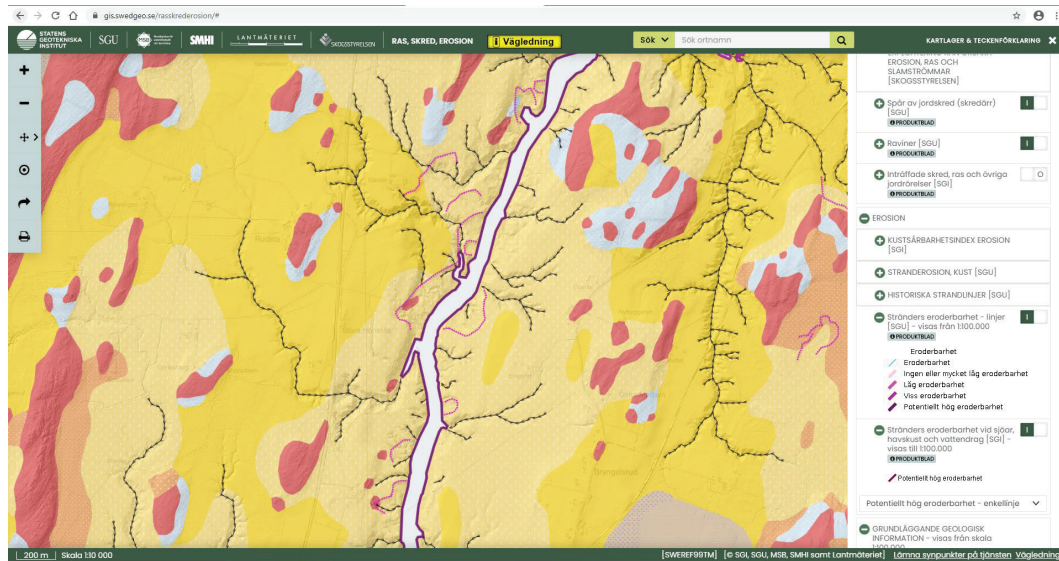 gis.swedgeo.se/rasskrederosion/#
STATENS
GEOTEKNISKA
INSTITUT
SGU
MSB
SMHI
LANTMÄTERIET
SKOGSSTYRELSEN
RAS, SKRED, EROSION
i Vägledning
Sök
Sök ortnamn
KARTLAGER & TECKENFÖRKLARING
EROSION, RAS OCH
SLAMSTRÖMMAR
[SKOGSSTYRELSEN]
Spår av jordskred (skredärr)
[SGU]
PRODUKTBLAD
Raviner [SGU]
PRODUKTBLAD
Inträffade skred, ras och övriga
jordrörelser [SGI]
PRODUKTBLAD
EROSION
KUSTSÅRBARHETSINDEX EROSION
[SGI]
STRANDEROSION, KUST [SGU]
HISTORISKA STRANDLINJER [SGU]
Stränders eroderbarhet - linjer
[SGU] - visas från 1:100.000
PRODUKTBLAD
Eroderbarhet
Eroderbarhet
Ingen eller mycket låg eroderbarhet
Låg eroderbarhet
Viss eroderbarhet
Potentiellt hög eroderbarhet
Stränders eroderbarhet vid sjöar,
havskust och vattendrag [SGI] -
visas till 1:100.000
PRODUKTBLAD
Potentiellt hög eroderbarhet
Potentiellt hög eroderbarhet - enkellinje
GRUNDLÄGGANDE GEOLOGISK
INFORMATION - visas från skala
1:100.000
200 m
Skala 1:10 000
[SWEREF99TM]
[© SGI, SGU, MSB, SMHI samt Lantmäteriet]
Lämna synpunkter på tjänsten
Vägledning